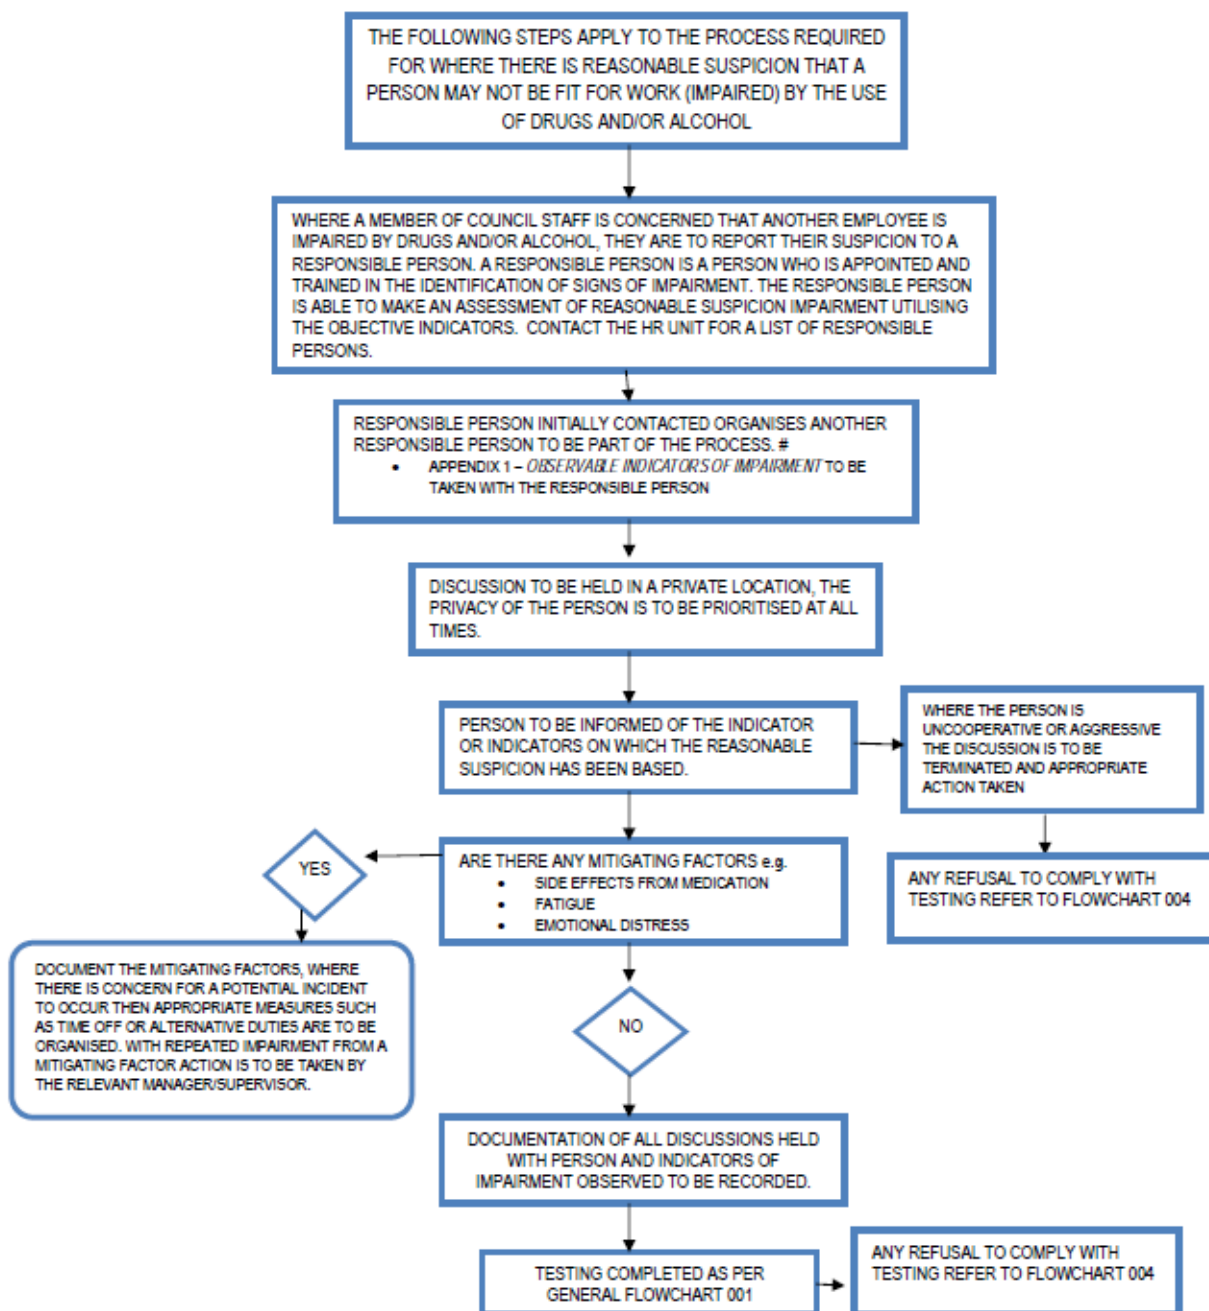 THE FOLLOWING STEPS APPLY TO THE PROCESS REQUIRED
FOR WHERE THERE IS REASONABLE SUSPICION THAT A
PERSON MAY NOT BE FIT FOR WORK (IMPAIRED) BY THE USE
OF DRUGS AND/OR ALCOHOL
WHERE A MEMBER OF COUNCIL STAFF IS CONCERNED THAT ANOTHER EMPLOYEE IS
IMPAIRED BY DRUGS AND/OR ALCOHOL, THEY ARE TO REPORT THEIR SUSPICION TO A
RESPONSIBLE PERSON. A RESPONSIBLE PERSON IS A PERSON WHO IS APPOINTED AND
TRAINED IN THE IDENTIFICATION OF SIGNS OF IMPAIRMENT. THE RESPONSIBLE PERSON
IS ABLE TO MAKE AN ASSESSMENT OF REASONABLE SUSPICION IMPAIRMENT UTILISING
THE OBJECTIVE INDICATORS. CONTACT THE HR UNIT FOR A LIST OF RESPONSIBLE
PERSONS.
RESPONSIBLE PERSON INITIALLY CONTACTED ORGANISES ANOTHER
RESPONSIBLE PERSON TO BE PART OF THE PROCESS. #
• APPENDIX 1 – OBSERVABLE INDICATORS OF IMPAIRMENT TO BE
TAKEN WITH THE RESPONSIBLE PERSON
DISCUSSION TO BE HELD IN A PRIVATE LOCATION, THE
PRIVACY OF THE PERSON IS TO BE PRIORITISED AT ALL
TIMES.
PERSON TO BE INFORMED OF THE INDICATOR
OR INDICATORS ON WHICH THE REASONABLE
SUSPICION HAS BEEN BASED.
WHERE THE PERSON IS
UNCOOPERATIVE OR AGGRESSIVE
THE DISCUSSION IS TO BE
TERMINATED AND APPROPRIATE
ACTION TAKEN
ANY REFUSAL TO COMPLY WITH
TESTING REFER TO FLOWCHART 004
ARE THERE ANY MITIGATING FACTORS e.g.
• SIDE EFFECTS FROM MEDICATION
• FATIGUE
• EMOTIONAL DISTRESS
YES
DOCUMENT THE MITIGATING FACTORS, WHERE
THERE IS CONCERN FOR A POTENTIAL INCIDENT
TO OCCUR THEN APPROPRIATE MEASURES SUCH
AS TIME OFF OR ALTERNATIVE DUTIES ARE TO BE
ORGANISED. WITH REPEATED IMPAIRMENT FROM A
MITIGATING FACTOR ACTION IS TO BE TAKEN BY
THE RELEVANT MANAGER/SUPERVISOR.
NO
DOCUMENTATION OF ALL DISCUSSIONS HELD
WITH PERSON AND INDICATORS OF
IMPAIRMENT OBSERVED TO BE RECORDED.
TESTING COMPLETED AS PER
GENERAL FLOWCHART 001
ANY REFUSAL TO COMPLY WITH
TESTING REFER TO FLOWCHART 004